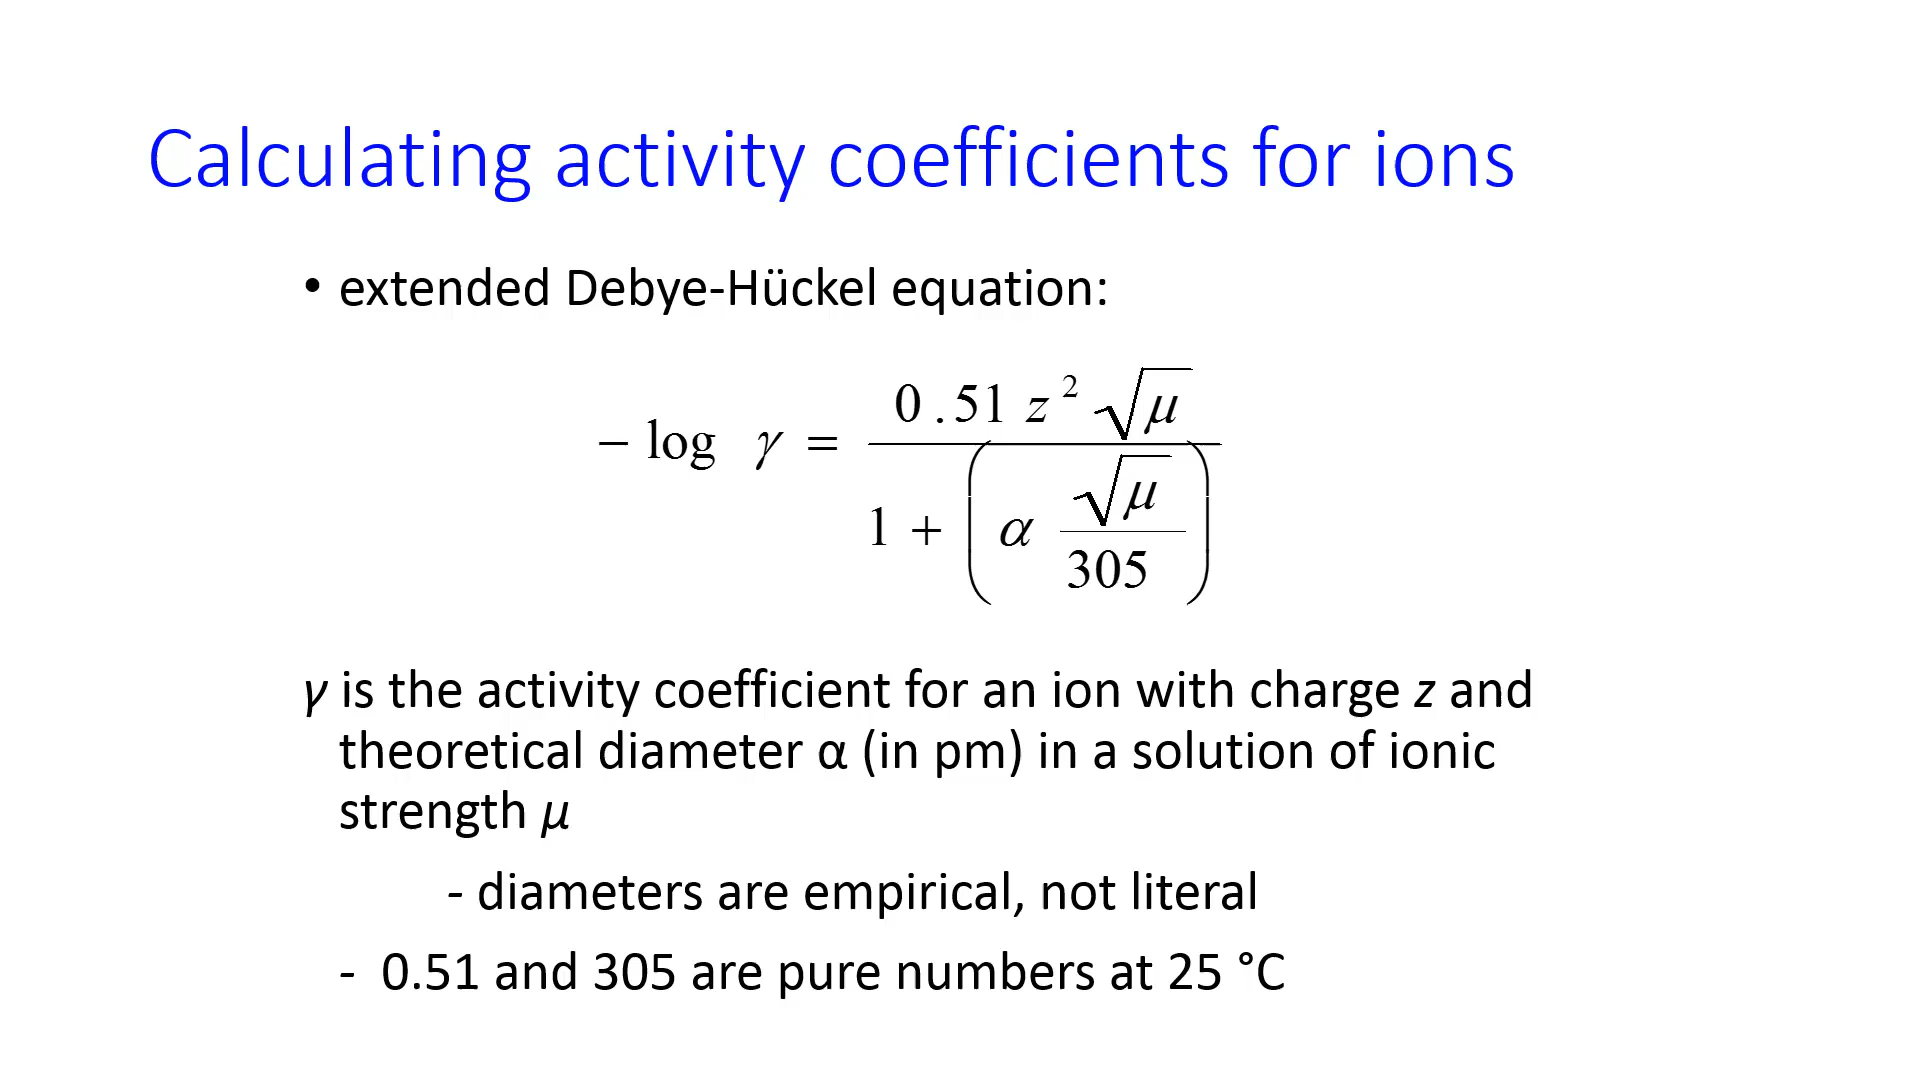 Calculating activity coefficients for ions
• extended Debye-Hückel equation:
− log γ = 0.51 z² √μ / 1 + ( α √μ / 305 )
γ is the activity coefficient for an ion with charge z and
theoretical diameter α (in pm) in a solution of ionic
strength μ
- diameters are empirical, not literal
- 0.51 and 305 are pure numbers at 25 °C